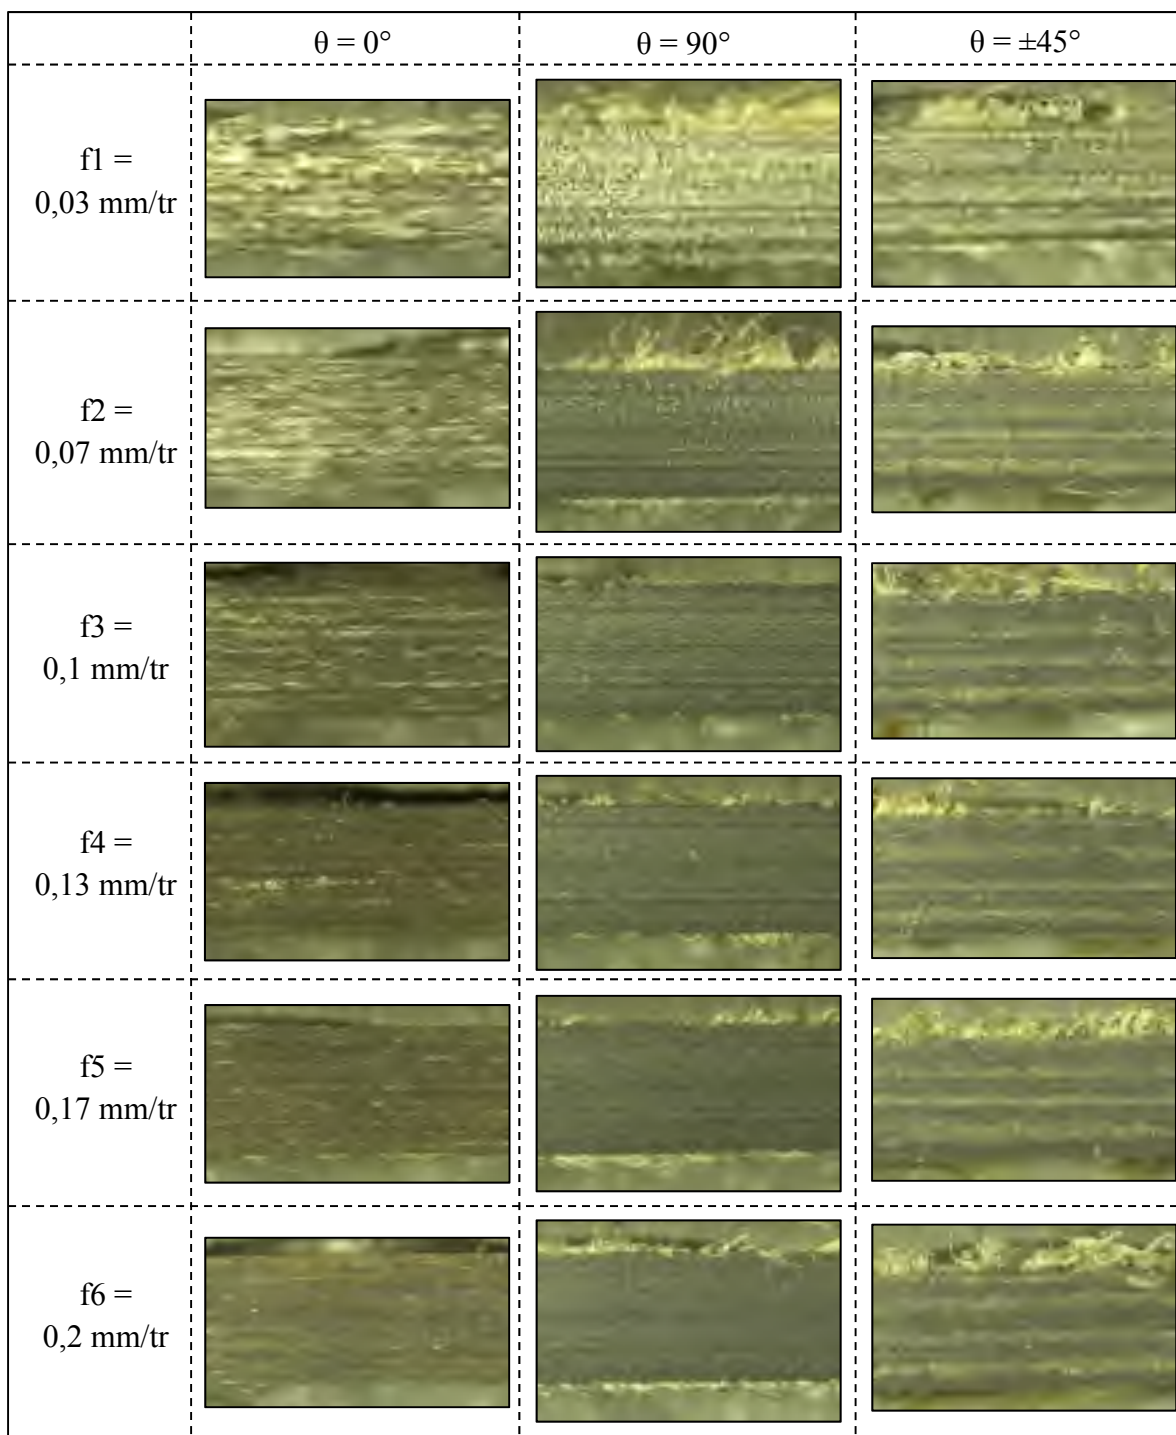 θ = 0° θ = 90° θ = ±45°
f1 =
0,03 mm/tr
f2 =
0,07 mm/tr
f3 =
0,1 mm/tr
f4 =
0,13 mm/tr
f5 =
0,17 mm/tr
f6 =
0,2 mm/tr